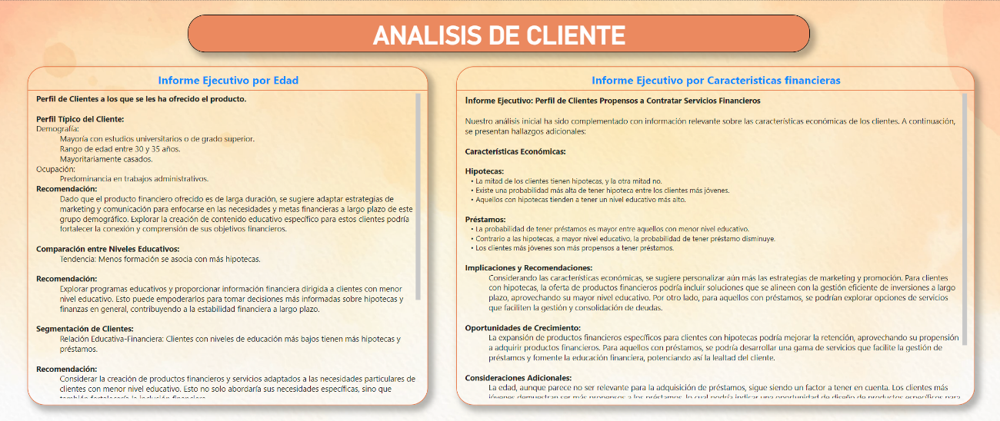 ANALISIS DE CLIENTE
Informe Ejecutivo por Edad
Perfil de Clientes a los que se les ha ofrecido el producto.
Perfil Típico del Cliente:
Demografía:
Mayoría con estudios universitarios o de grado superior.
Rango de edad entre 30 y 35 años.
Mayoritariamente casados.
Ocupación:
Predominancia en trabajos administrativos.
Recomendación:
Dado que el producto financiero ofrecido es de larga duración, se sugiere adaptar estrategias de
marketing y comunicación para enfocarse en las necesidades y metas financieras a largo plazo de este
grupo demográfico. Explorar la creación de contenido educativo específico para estos clientes podría
fortalecer la conexión y comprensión de sus objetivos financieros.
Comparación entre Niveles Educativos:
Tendencia: Menos formación se asocia con más hipotecas.
Recomendación:
Explorar programas educativos y proporcionar información financiera dirigida a clientes con menor
nivel educativo. Esto puede empoderarlos para tomar decisiones más informadas sobre hipotecas y
finanzas en general, contribuyendo a la estabilidad financiera a largo plazo.
Segmentación de Clientes:
Relación Educativa-Financiera: Clientes con niveles de educación más bajos tienen más hipotecas y
préstamos.
Recomendación:
Considerar la creación de productos financieros y servicios adaptados a las necesidades particulares de
clientes con menor nivel educativo. Esto no solo abordaría sus necesidades específicas, sino que
también fortalecería la inclusión financiera.
Informe Ejecutivo por Caracteristicas financieras
Informe Ejecutivo: Perfil de Clientes Propensos a Contratar Servicios Financieros
Nuestro análisis inicial ha sido complementado con información relevante sobre las características económicas de los clientes. A continuación,
se presentan hallazgos adicionales:
Características Económicas:
Hipotecas:
• La mitad de los clientes tienen hipotecas, y la otra mitad no.
• Existe una probabilidad más alta de tener hipoteca entre los clientes más jóvenes.
• Aquellos con hipotecas tienden a tener un nivel educativo más alto.
Préstamos:
• La probabilidad de tener préstamos es mayor entre aquellos con menor nivel educativo.
• Contrario a las hipotecas, a mayor nivel educativo, la probabilidad de tener préstamo disminuye.
• Los clientes más jóvenes son más propensos a tener préstamos.
Implicaciones y Recomendaciones:
Considerando las características económicas, se sugiere personalizar aún más las estrategias de marketing y promoción. Para clientes
con hipotecas, la oferta de productos financieros podría incluir soluciones que se alineen con la gestión eficiente de inversiones a largo
plazo, aprovechando su mayor nivel educativo. Por otro lado, para aquellos con préstamos, se podrían explorar opciones de servicios
que faciliten la gestión y consolidación de deudas.
Oportunidades de Crecimiento:
La expansión de productos financieros específicos para clientes con hipotecas podría mejorar la retención, aprovechando su propensión
a adquirir productos financieros. Para aquellos con préstamos, se podría desarrollar una gama de servicios que facilite la gestión de
préstamos y fomente la educación financiera, potenciando así la lealtad del cliente.
Consideraciones Adicionales:
La edad, aunque parece no ser relevante para la adquisición de préstamos, sigue siendo un factor a tener en cuenta. Los clientes más
jóvenes demuestran ser más propensos a los préstamos, lo cual podría indicar una oportunidad de diseño de productos específicos para